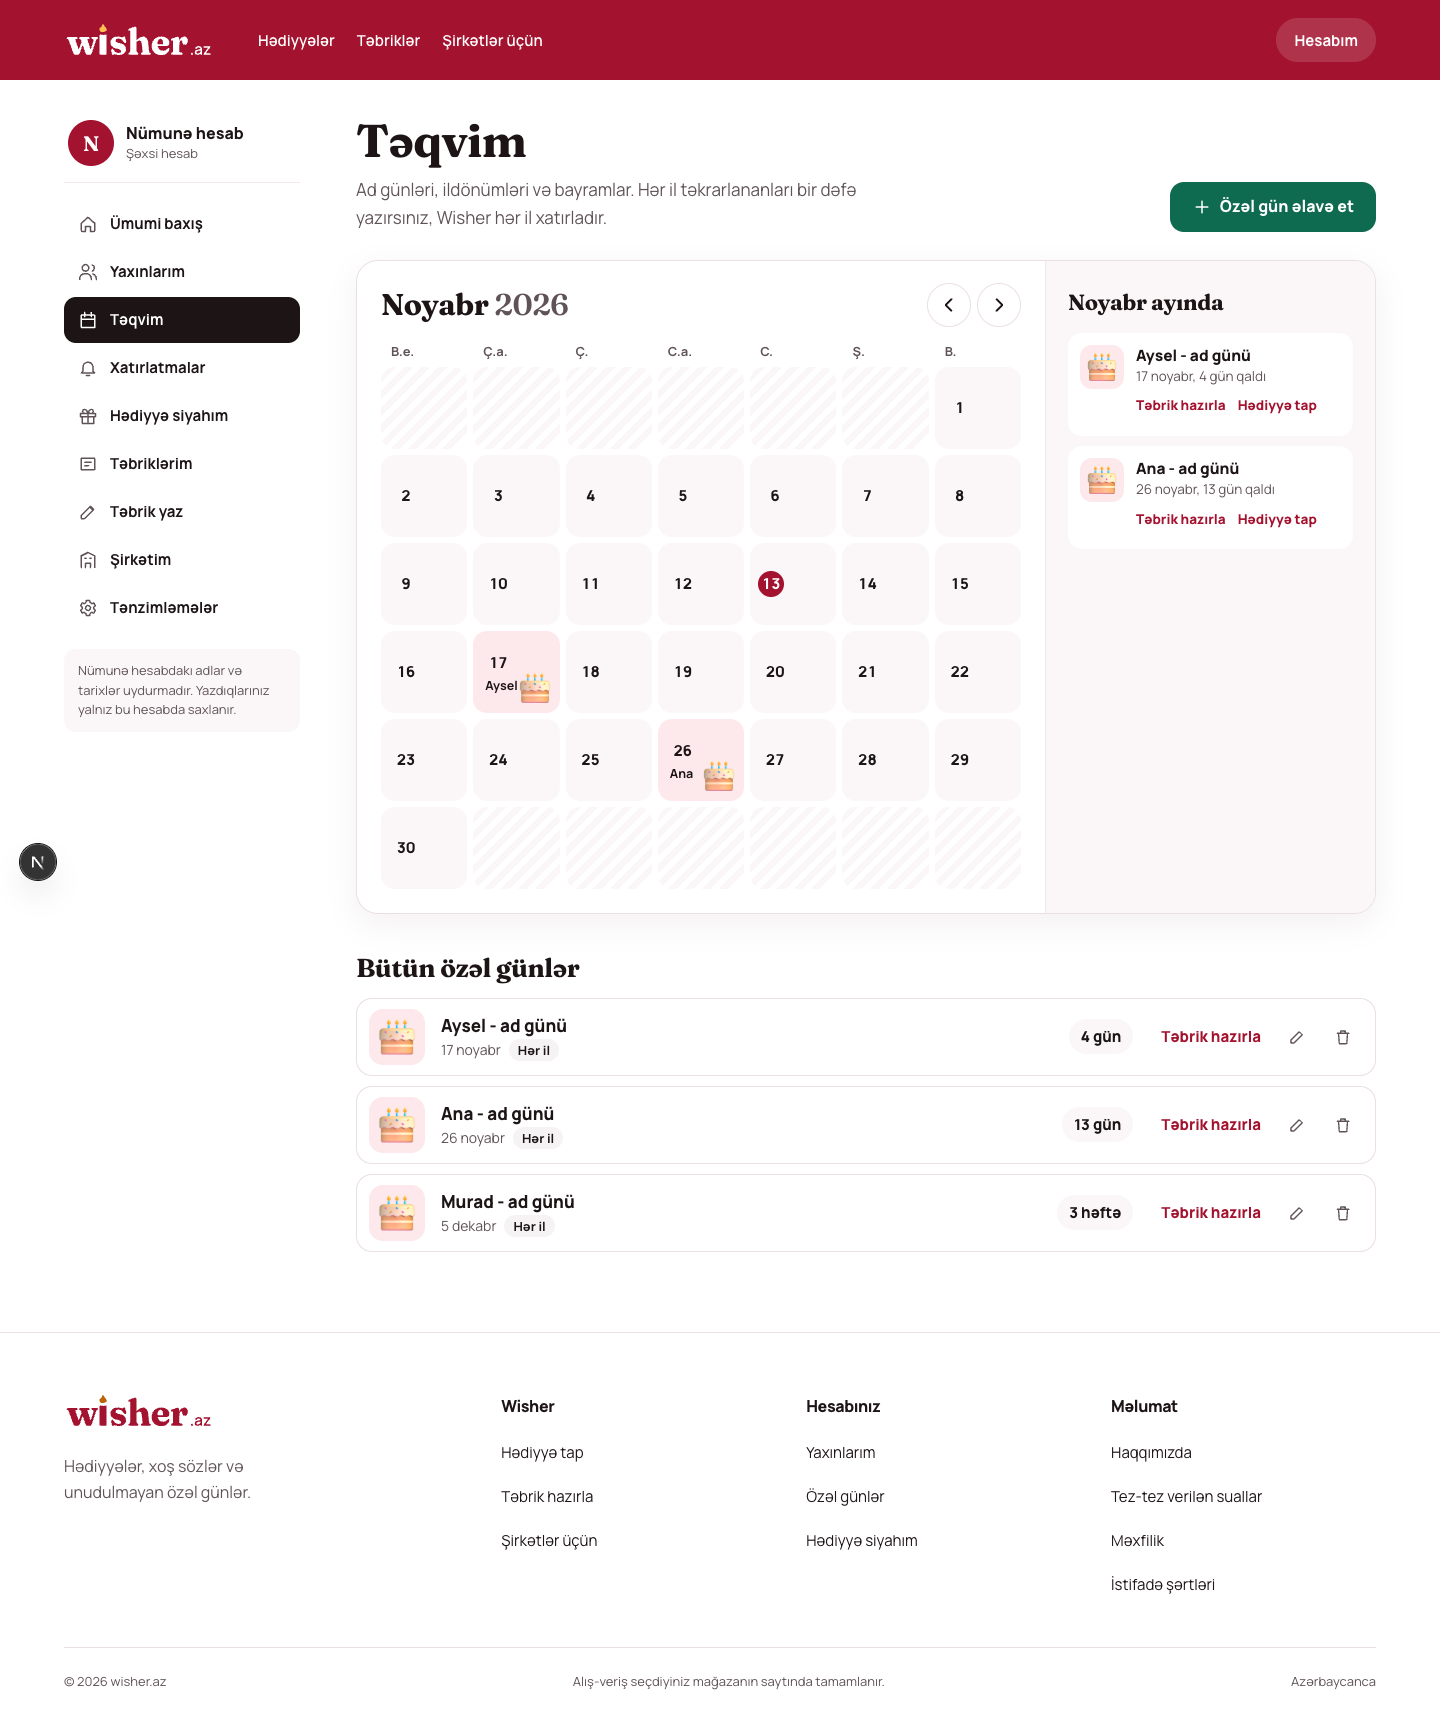 wisher.az
Hədiyyələr
Təbriklər
Şirkətlər üçün
Hesabım
N
Nümunə hesab
Şəxsi hesab
Ümumi baxış
Yaxınlarım
Təqvim
Xatırlatmalar
Hədiyyə siyahım
Təbriklərim
Təbrik yaz
Şirkətim
Tənzimləmələr
Nümunə hesabdakı adlar və
tarixlər uydurmadır. Yazdıqlarınız
yalnız bu hesabda saxlanır.
N
Təqvim
Ad günləri, ildönümləri və bayramlar. Hər il təkrarlananları bir dəfə
yazırsınız, Wisher hər il xatırladır.
Özəl gün əlavə et
Noyabr 2026
B.e. Ç.a. Ç. C.a. C. Ş. B.
1
2 3 4 5 6 7 8
9 10 11 12 13 14 15
16 17 18 19 20 21 22
Aysel
23 24 25 26 27 28 29
Ana
30
Noyabr ayında
Aysel - ad günü
17 noyabr, 4 gün qaldı
Təbrik hazırla Hədiyyə tap
Ana - ad günü
26 noyabr, 13 gün qaldı
Təbrik hazırla Hədiyyə tap
Bütün özəl günlər
Aysel - ad günü
17 noyabr Hər il
4 gün
Təbrik hazırla
Ana - ad günü
26 noyabr Hər il
13 gün
Təbrik hazırla
Murad - ad günü
5 dekabr Hər il
3 həftə
Təbrik hazırla
wisher.az
Hədiyyələr, xoş sözlər və
unudulmayan özəl günlər.
Wisher
Hədiyyə tap
Təbrik hazırla
Şirkətlər üçün
Hesabınız
Yaxınlarım
Özəl günlər
Hədiyyə siyahım
Məlumat
Haqqımızda
Tez-tez verilən suallar
Məxfilik
İstifadə şərtləri
© 2026 wisher.az
Alış-veriş seçdiyiniz mağazanın saytında tamamlanır.
Azərbaycanca